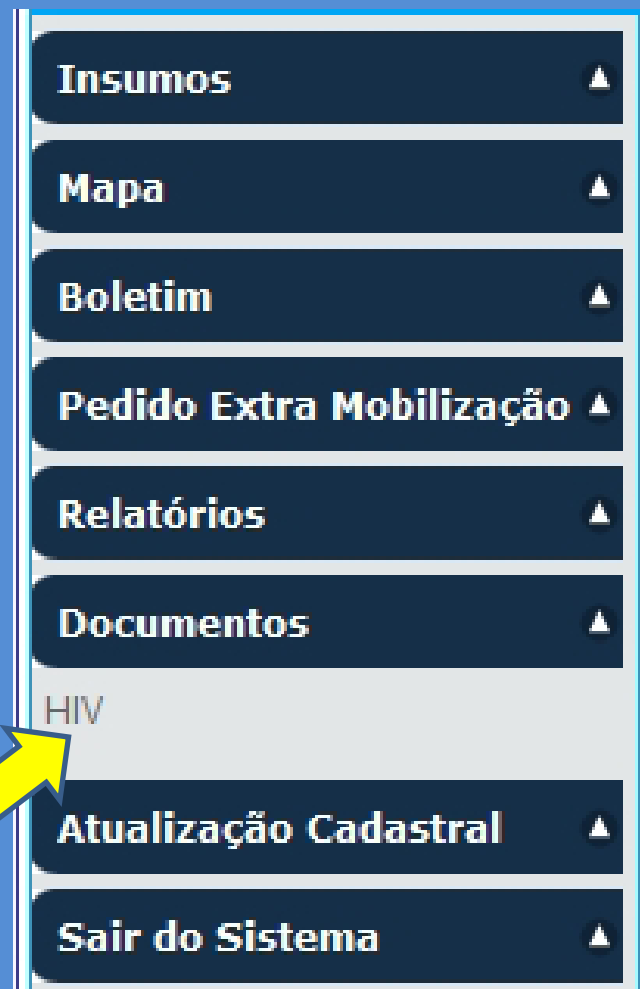 Insumos
Mapa
Boletim
Pedido Extra Mobilização
Relatórios
Documentos
HIV
Atualização Cadastral
Sair do Sistema